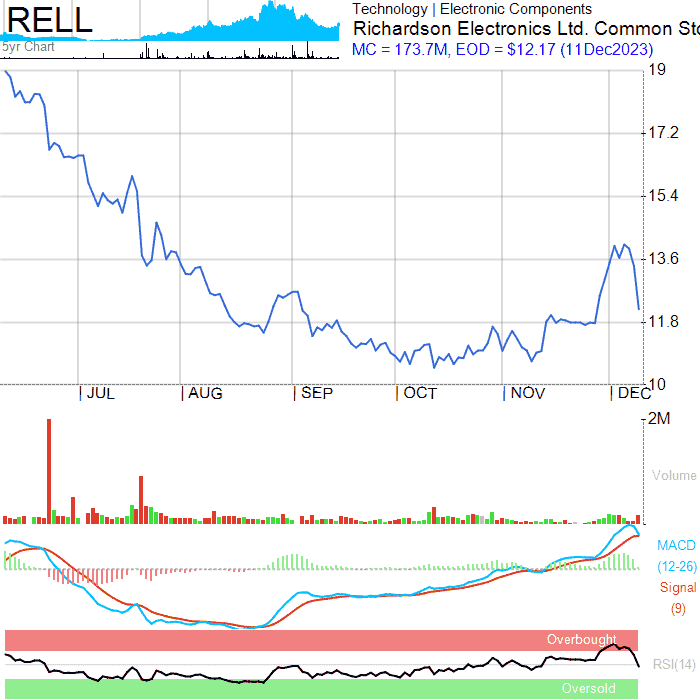 RELL
5yr Chart
Technology | Electronic Components
Richardson Electronics Ltd. Common Sto
MC = 173.7M, EOD = $12.17 (11Dec2023)
19
17.2
15.4
13.6
11.8
10
JUL AUG SEP OCT NOV DEC
2M
Volume
MACD
(12-26)
Signal
(9)
Overbought
RSI(14)
Oversold